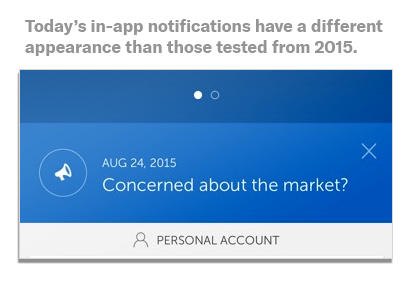 Today's in-app notifications have a different
appearance than those tested from 2015.
AUG 24, 2015
Concerned about the market?
PERSONAL ACCOUNT